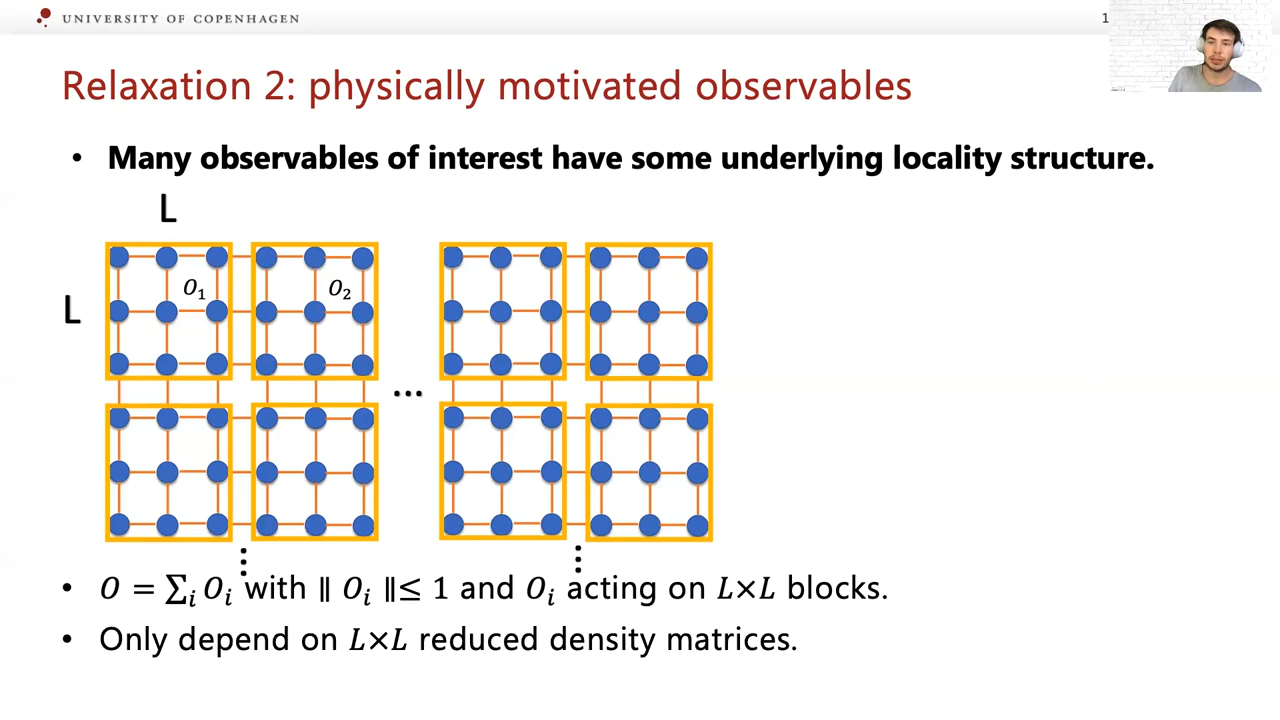 UNIVERSITY OF COPENHAGEN
1
Relaxation 2: physically motivated observables
• Many observables of interest have some underlying locality structure.
L
L
O₁
O₂
...
⋮
⋮
• O = ∑ᵢ Oᵢ with ∥ Oᵢ ∥≤ 1 and Oᵢ acting on L×L blocks.
• Only depend on L×L reduced density matrices.